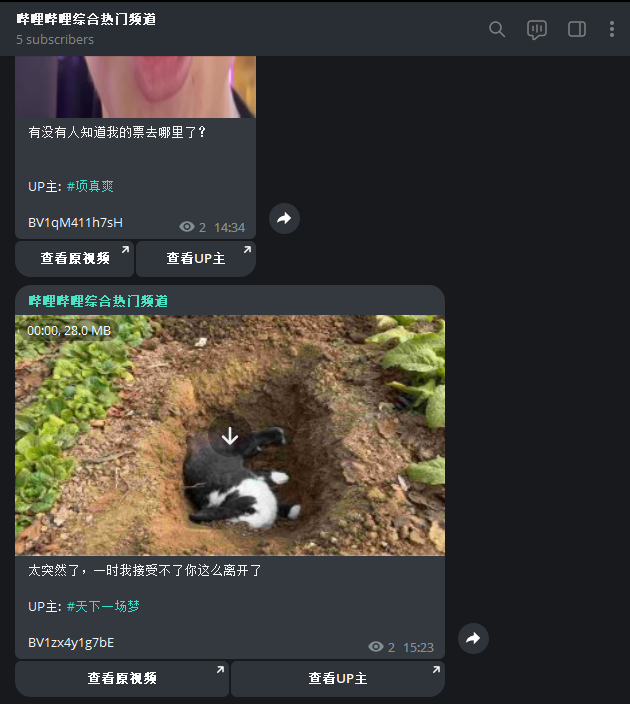 哔哩哔哩综合热门频道
5 subscribers
有没有人知道我的票去哪里了？
UP主: #项真爽
BV1qM411h7sH
2 14:34
查看原视频
查看UP主
哔哩哔哩综合热门频道
00:00, 28.0 MB
太突然了，一时我接受不了你这么离开了
UP主: #天下一场梦
BV1zx4y1g7bE
2 15:23
查看原视频
查看UP主